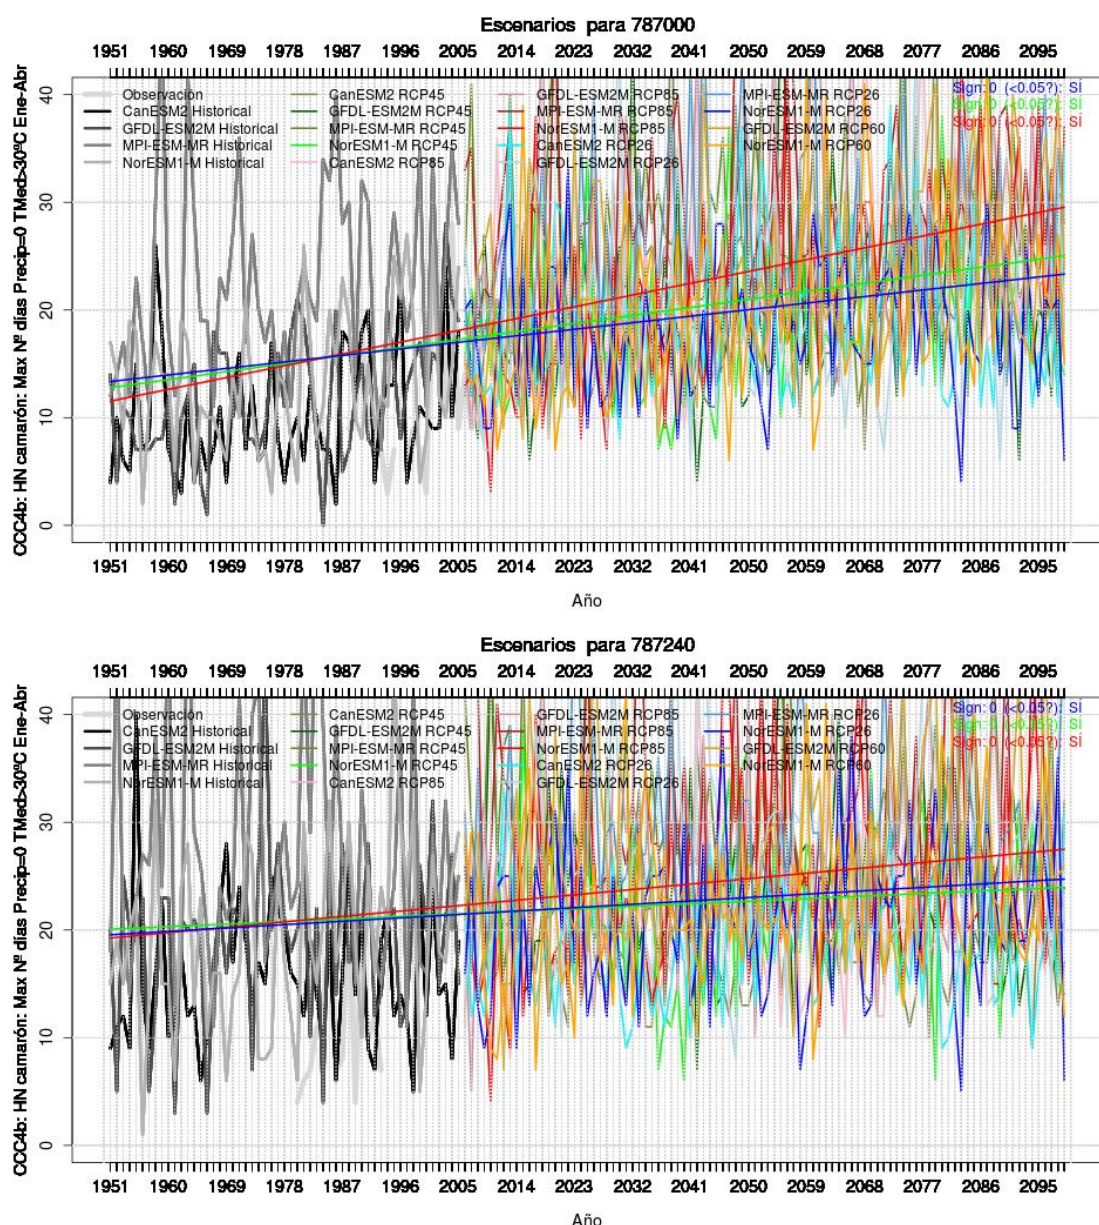 Escenarios para 787000
1951 1960 1969 1978 1987 1996 2005 2014 2023 2032 2041 2050 2059 2068 2077 2086 2095
CCC4b: HN camarón: Max Nº dias Precip=0 TMed>30ºC Ene-Abr
40
30
20
10
0
Observación
CanESM2 Historical
GFDL-ESM2M Historical
MPI-ESM-MR Historical
NorESM1-M Historical
CanESM2 RCP45
GFDL-ESM2M RCP45
MPI-ESM-MR RCP45
NorESM1-M RCP45
CanESM2 RCP85
GFDL-ESM2M RCP85
MPI-ESM-MR RCP85
NorESM1-M RCP85
CanESM2 RCP26
GFDL-ESM2M RCP26
MPI-ESM-MR RCP26
NorESM1-M RCP26
GFDL-ESM2M RCP60
NorESM1-M RCP60
Sign: 0 (<0.05?): SÍ
Sign: 0 (<0.05?): SÍ
Sign: 0 (<0.05?): SÍ
1951 1960 1969 1978 1987 1996 2005 2014 2023 2032 2041 2050 2059 2068 2077 2086 2095
Año
Escenarios para 787240
1951 1960 1969 1978 1987 1996 2005 2014 2023 2032 2041 2050 2059 2068 2077 2086 2095
CCC4b: HN camarón: Max Nº dias Precip=0 TMed>30ºC Ene-Abr
40
30
20
10
0
Observación
CanESM2 Historical
GFDL-ESM2M Historical
MPI-ESM-MR Historical
NorESM1-M Historical
CanESM2 RCP45
GFDL-ESM2M RCP45
MPI-ESM-MR RCP45
NorESM1-M RCP45
CanESM2 RCP85
GFDL-ESM2M RCP85
MPI-ESM-MR RCP85
NorESM1-M RCP85
CanESM2 RCP26
GFDL-ESM2M RCP26
MPI-ESM-MR RCP26
NorESM1-M RCP26
GFDL-ESM2M RCP60
NorESM1-M RCP60
Sign: 0 (<0.05?): SÍ
Sign: 0 (<0.05?): SÍ
Sign: 0 (<0.05?): SÍ
1951 1960 1969 1978 1987 1996 2005 2014 2023 2032 2041 2050 2059 2068 2077 2086 2095
Año